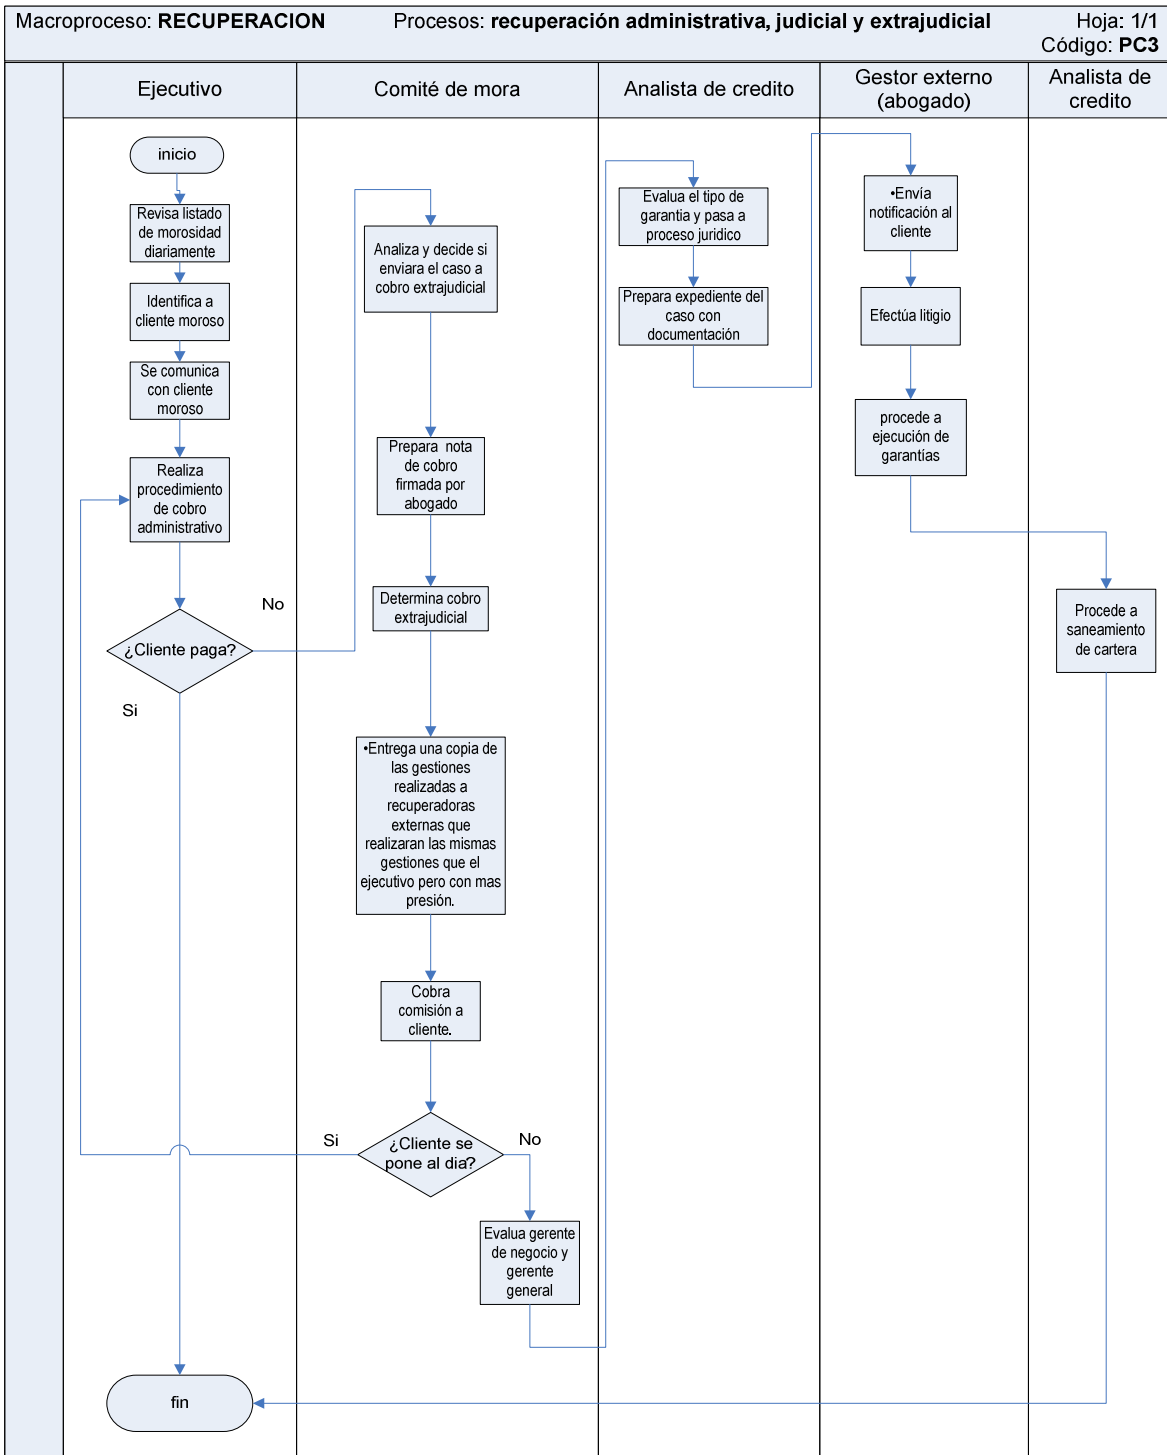 Macroproceso: RECUPERACION
Procesos: recuperación administrativa, judicial y extrajudicial
Hoja: 1/1
Código: PC3
Ejecutivo
Comité de mora
Analista de credito
Gestor externo
(abogado)
Analista de
credito
inicio
Revisa listado
de morosidad
diariamente
Identifica a
cliente moroso
Se comunica
con cliente
moroso
Realiza
procedimiento
de cobro
administrativo
No
¿Cliente paga?
Si
fin
Analiza y decide si
enviara el caso a
cobro extrajudicial
Prepara nota
de cobro
firmada por
abogado
Determina cobro
extrajudicial
•Entrega una copia de
las gestiones
realizadas a
recuperadoras
externas que
realizaran las mismas
gestiones que el
ejecutivo pero con mas
presión.
Cobra
comisión a
cliente.
Si
¿Cliente se
pone al dia?
No
Evalua gerente
de negocio y
gerente
general
Evalua el tipo de
garantia y pasa a
proceso juridico
Prepara expediente del
caso con
documentación
•Envía
notificación al
cliente
Efectúa litigio
procede a
ejecución de
garantías
Procede a
saneamiento
de cartera